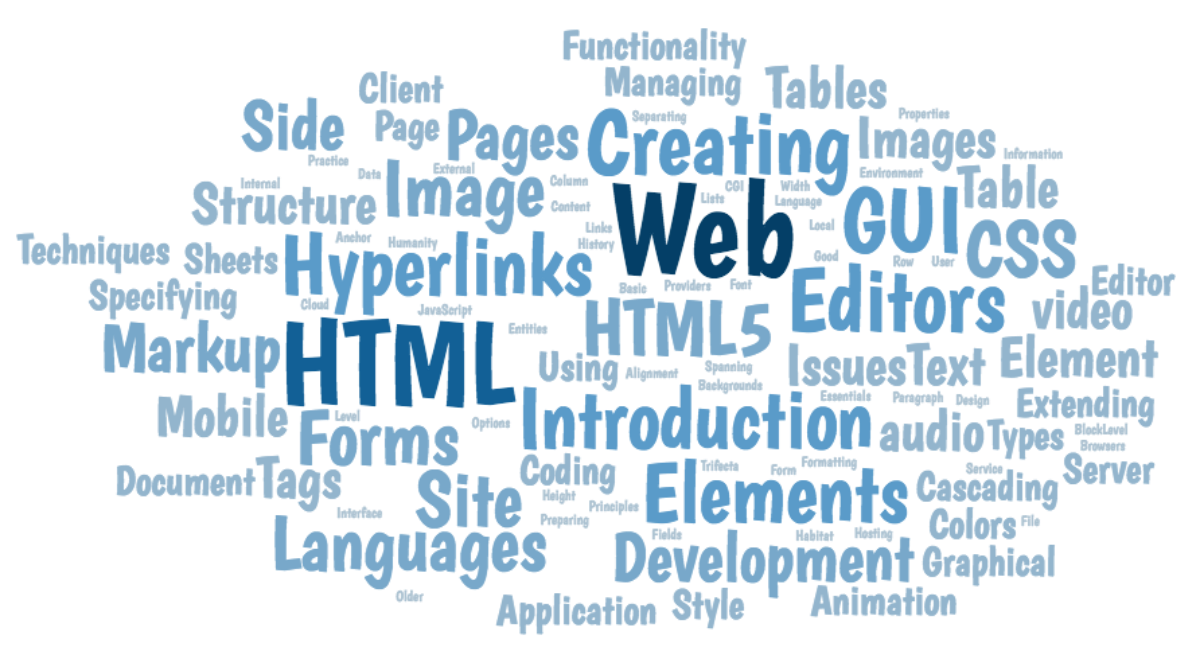 Functionality
Managing
Client
Tables
Side
Page
Pages
Separating
Creating
Properties
Images
Information
Practice
Data
External
Internal
Structure
Image
Column
Content
CGI
Width
Lists
Language
Environment
Table
Web
Local
GUI
CSS
Techniques
Sheets
Anchor
Humanity
Hyperlinks
Links
History
Good
Row
User
Editor
Specifying
Cloud
JavaScript
Basic
Providers
Font
Editors
video
Markup
HTML
Entities
HTML5
Using
Alignment
Spanning
Backgrounds
Issues
Text
Element
Mobile
Level
Forms
Options
Introduction
Essentials
Paragraph
Design
Extending
audio
Types
BlockLevel
Browsers
Document
Tags
Site
Coding
Trifecta
Form
Formatting
Service
Server
Height
Principles
Elements
Cascading
Interface
Preparing
Colors
File
Languages
Fields
Habitat
Hosting
Development
Graphical
Older
Application
Style
Animation